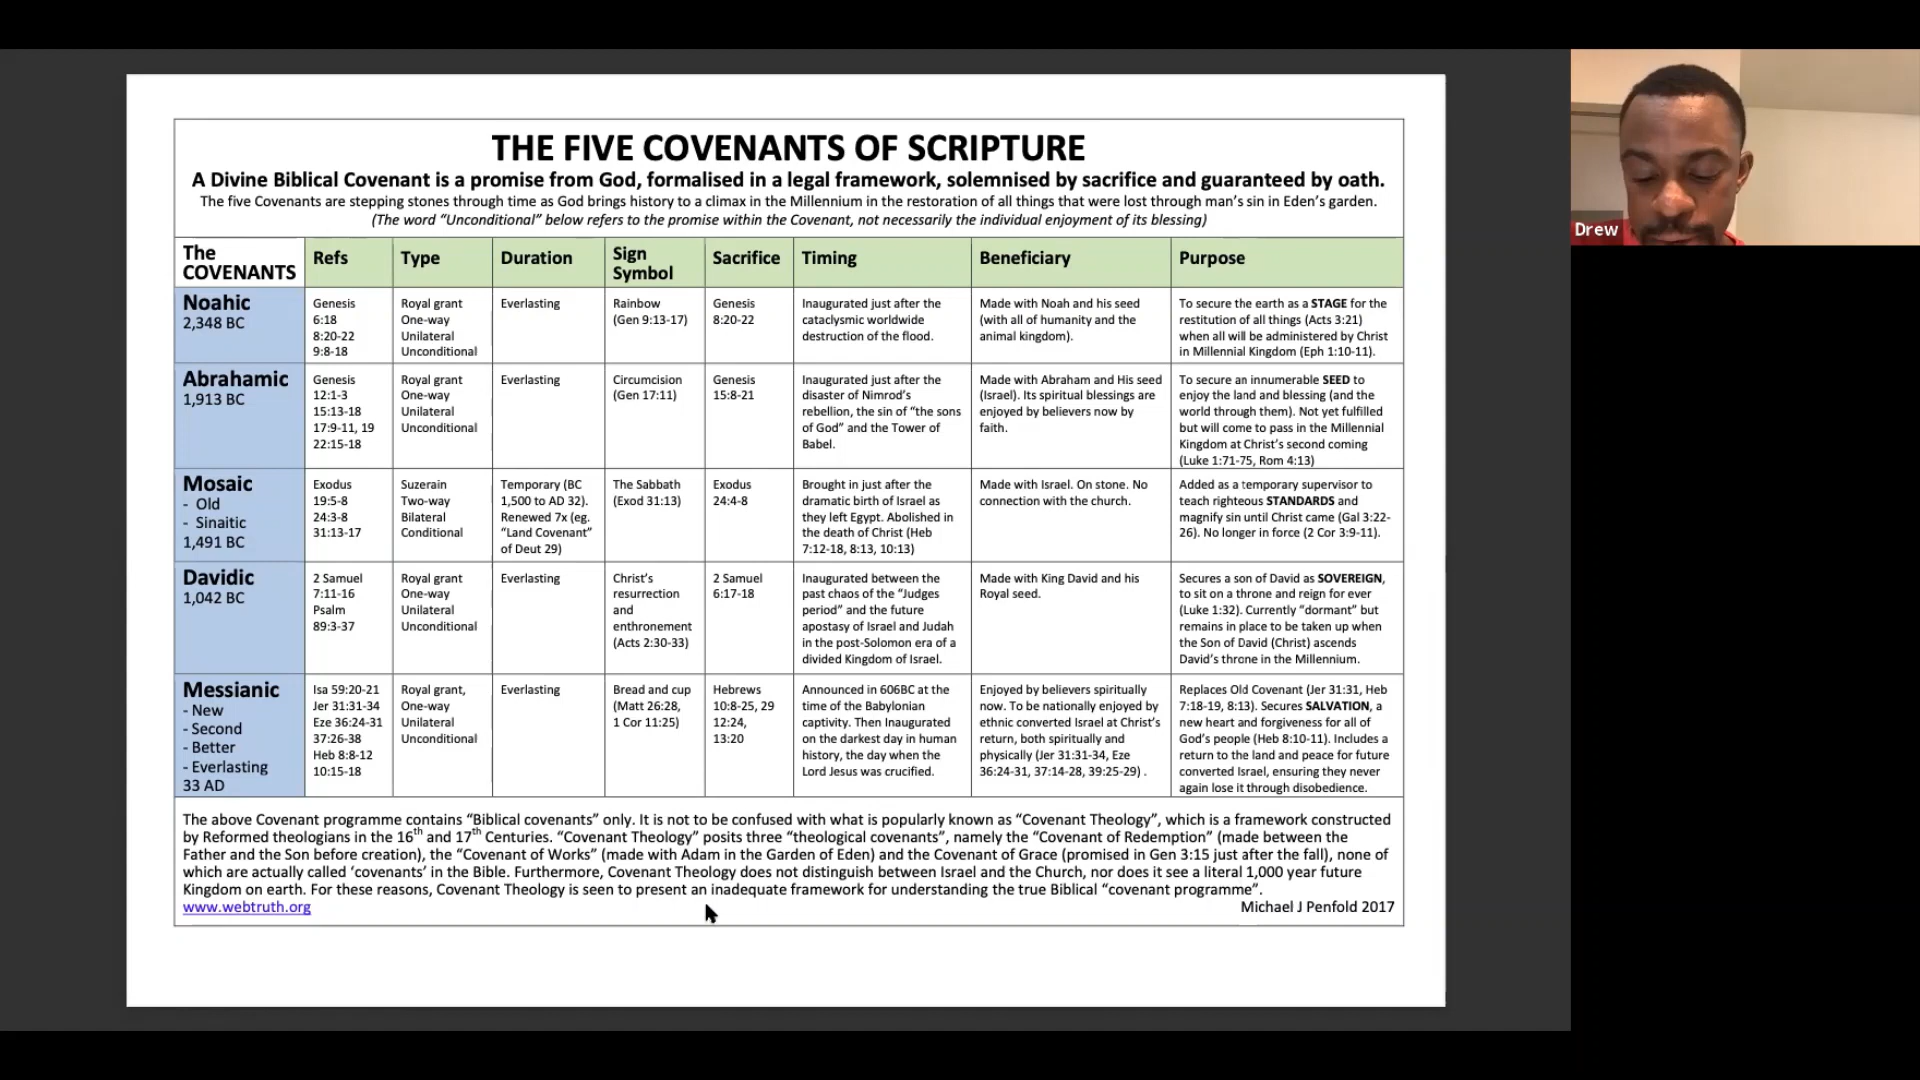 THE FIVE COVENANTS OF SCRIPTURE
A Divine Biblical Covenant is a promise from God, formalised in a legal framework, solemnised by sacrifice and guaranteed by oath.
The five Covenants are stepping stones through time as God brings history to a climax in the Millennium in the restoration of all things that were lost through man's sin in Eden's garden.
(The word "Unconditional" below refers to the promise within the Covenant, not necessarily the individual enjoyment of its blessing)
The
COVENANTS
Refs
Type
Duration
Sign
Symbol
Sacrifice
Timing
Beneficiary
Purpose
Noahic
2,348 BC
Genesis
6:18
8:20-22
9:8-18
Royal grant
One-way
Unilateral
Unconditional
Everlasting
Rainbow
(Gen 9:13-17)
Genesis
8:20-22
Inaugurated just after the
cataclysmic worldwide
destruction of the flood.
Made with Noah and his seed
(with all of humanity and the
animal kingdom).
To secure the earth as a STAGE for the
restitution of all things (Acts 3:21)
when all will be administered by Christ
in Millennial Kingdom (Eph 1:10-11).
Abrahamic
1,913 BC
Genesis
12:1-3
15:13-18
17:9-11, 19
22:15-18
Royal grant
One-way
Unilateral
Unconditional
Everlasting
Circumcision
(Gen 17:11)
Genesis
15:8-21
Inaugurated just after the
disaster of Nimrod's
rebellion, the sin of "the sons
of God" and the Tower of
Babel.
Made with Abraham and His seed
(Israel). Its spiritual blessings are
enjoyed by believers now by
faith.
To secure an innumerable SEED to
enjoy the land and blessing (and the
world through them). Not yet fulfilled
but will come to pass in the Millennial
Kingdom at Christ's second coming
(Luke 1:71-75, Rom 4:13)
Mosaic
- Old
- Sinaitic
1,491 BC
Exodus
19:5-8
24:3-8
31:13-17
Suzerain
Two-way
Bilateral
Conditional
Temporary (BC
1,500 to AD 32).
Renewed 7x (eg.
"Land Covenant"
of Deut 29)
The Sabbath
(Exod 31:13)
Exodus
24:4-8
Brought in just after the
dramatic birth of Israel as
they left Egypt. Abolished in
the death of Christ (Heb
7:12-18, 8:13, 10:13)
Made with Israel. On stone. No
connection with the church.
Added as a temporary supervisor to
teach righteous STANDARDS and
magnify sin until Christ came (Gal 3:22-
26). No longer in force (2 Cor 3:9-11).
Davidic
1,042 BC
2 Samuel
7:11-16
Psalm
89:3-37
Royal grant
One-way
Unilateral
Unconditional
Everlasting
Christ's
resurrection
and
enthronement
(Acts 2:30-33)
2 Samuel
6:17-18
Inaugurated between the
past chaos of the "Judges
period" and the future
apostasy of Israel and Judah
in the post-Solomon era of a
divided Kingdom of Israel.
Made with King David and his
Royal seed.
Secures a son of David as SOVEREIGN,
to sit on a throne and reign for ever
(Luke 1:32). Currently "dormant" but
remains in place to be taken up when
the Son of David (Christ) ascends
David's throne in the Millennium.
Messianic
- New
- Second
- Better
- Everlasting
33 AD
Isa 59:20-21
Jer 31:31-34
Eze 36:24-31
37:26-38
Heb 8:8-12
10:15-18
Royal grant,
One-way
Unilateral
Unconditional
Everlasting
Bread and cup
(Matt 26:28,
1 Cor 11:25)
Hebrews
10:8-25, 29
12:24,
13:20
Announced in 606BC at the
time of the Babylonian
captivity. Then Inaugurated
on the darkest day in human
history, the day when the
Lord Jesus was crucified.
Enjoyed by believers spiritually
now. To be nationally enjoyed by
ethnic converted Israel at Christ's
return, both spiritually and
physically (Jer 31:31-34, Eze
36:24-31, 37:14-28, 39:25-29) .
Replaces Old Covenant (Jer 31:31, Heb
7:18-19, 8:13). Secures SALVATION, a
new heart and forgiveness for all of
God's people (Heb 8:10-11). Includes a
return to the land and peace for future
converted Israel, ensuring they never
again lose it through disobedience.
The above Covenant programme contains "Biblical covenants" only. It is not to be confused with what is popularly known as "Covenant Theology", which is a framework constructed
by Reformed theologians in the 16th and 17th Centuries. "Covenant Theology" posits three "theological covenants", namely the "Covenant of Redemption" (made between the
Father and the Son before creation), the "Covenant of Works" (made with Adam in the Garden of Eden) and the Covenant of Grace (promised in Gen 3:15 just after the fall), none of
which are actually called 'covenants' in the Bible. Furthermore, Covenant Theology does not distinguish between Israel and the Church, nor does it see a literal 1,000 year future
Kingdom on earth. For these reasons, Covenant Theology is seen to present an inadequate framework for understanding the true Biblical "covenant programme".
www.webtruth.org
Michael J Penfold 2017
Drew